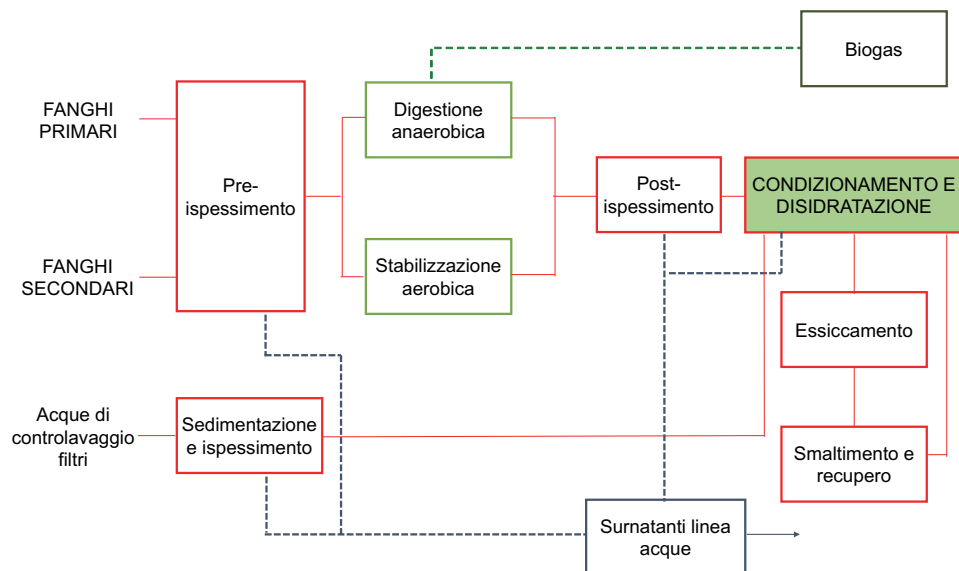 Biogas
FANGHI
PRIMARI
Digestione
anaerobica
Pre-
ispessimento
Post-
ispessimento
CONDIZIONAMENTO E
DISIDRATAZIONE
FANGHI
SECONDARI
Stabilizzazione
aerobica
Essiccamento
Acque di
controlavaggio
filtri
Sedimentazione
e ispessimento
Smaltimento e
recupero
Surnatanti linea
acque